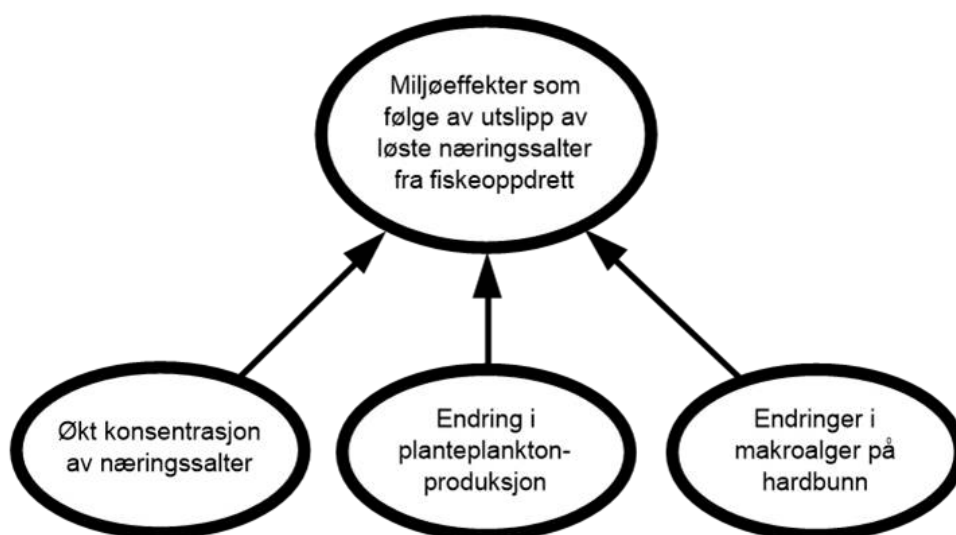 Miljøeffekter som
følge av utslipp av
løste næringssalter
fra fiskeoppdrett
Økt konsentrasjon
av næringssalter
Endring i
planteplankton-
produksjon
Endringer i
makroalger på
hardbunn